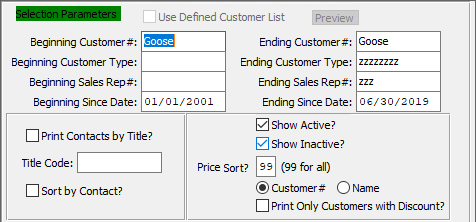 Selection Parameters Use Defined Customer List Preview
Beginning Customer#: Goose Ending Customer#: Goose
Beginning Customer Type: Ending Customer Type: zzzzzzzz
Beginning Sales Rep#: Ending Sales Rep#: zzz
Beginning Since Date: 01/01/2001 Ending Since Date: 06/30/2019
Print Contacts by Title?
Title Code:
Sort by Contact?
Show Active?
Show Inactive?
Price Sort? 99 (99 for all)
Customer# Name
Print Only Customers with Discount?